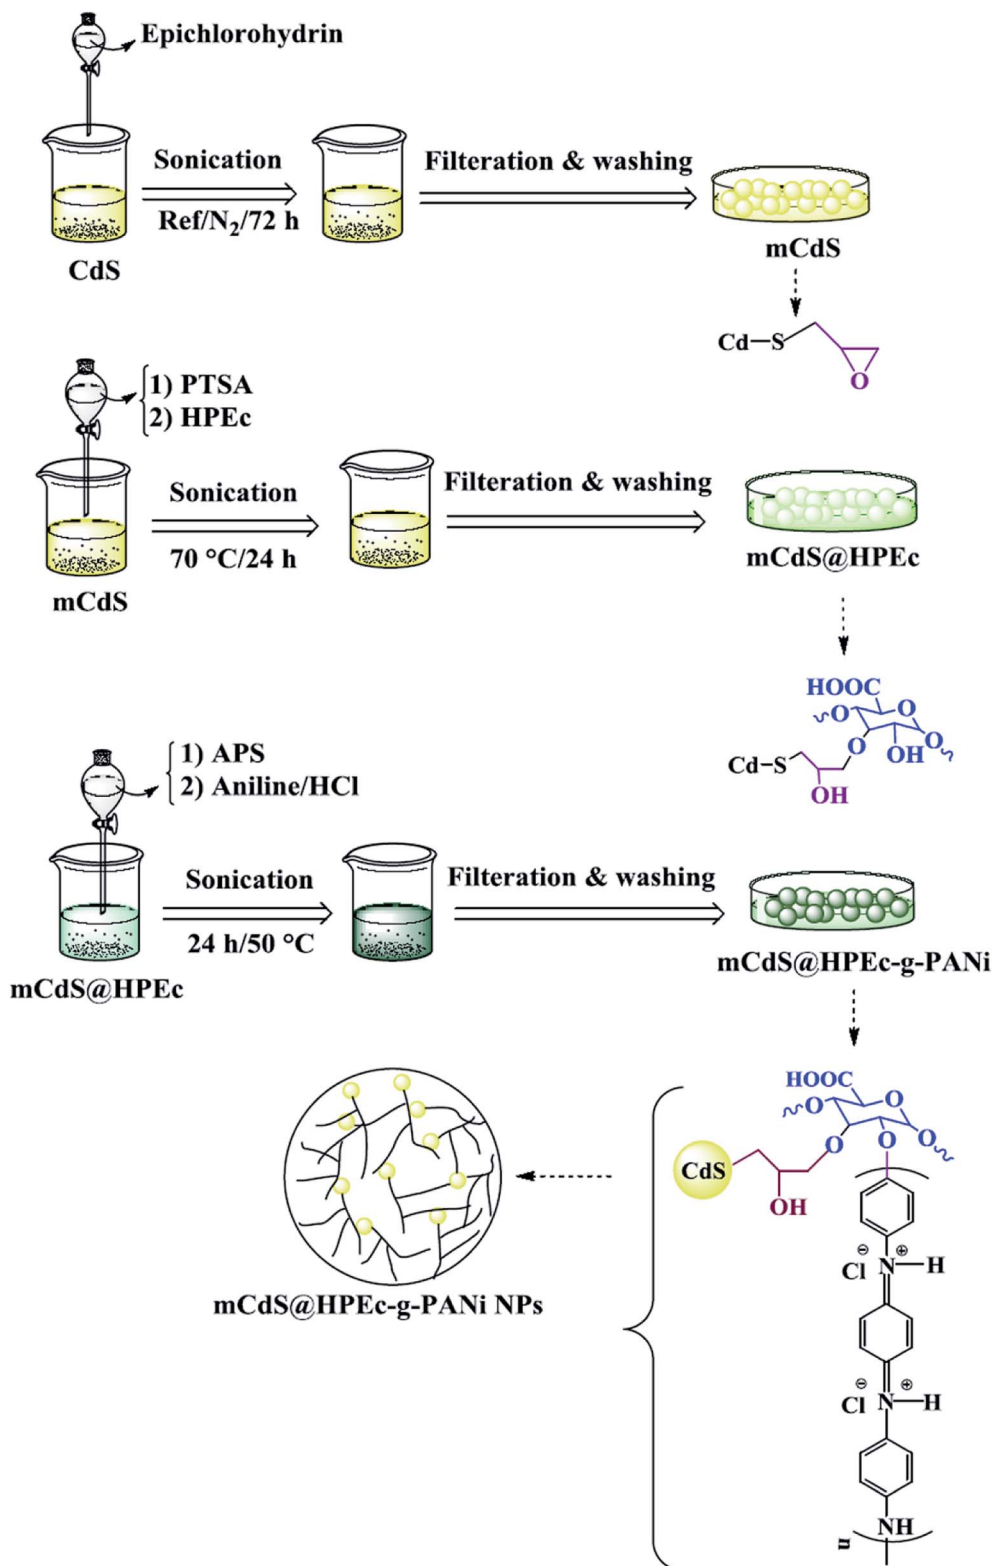 Epichlorohydrin
Sonication
Filteration & washing
Ref/N₂/72 h
CdS
mCdS
Cd–S
O
1) PTSA
2) HPEc
Sonication
Filteration & washing
70 °C/24 h
mCdS
mCdS@HPEc
HOOC
O
O
O
OH
O
Cd–S
OH
1) APS
2) Aniline/HCl
Sonication
Filteration & washing
24 h/50 °C
mCdS@HPEc
mCdS@HPEc-g-PANi
HOOC
O
O
O
O
O
CdS
OH
⊖ ⊕
Cl N–H
mCdS@HPEc-g-PANi NPs
⊖ ⊕
Cl N–H
NH
n